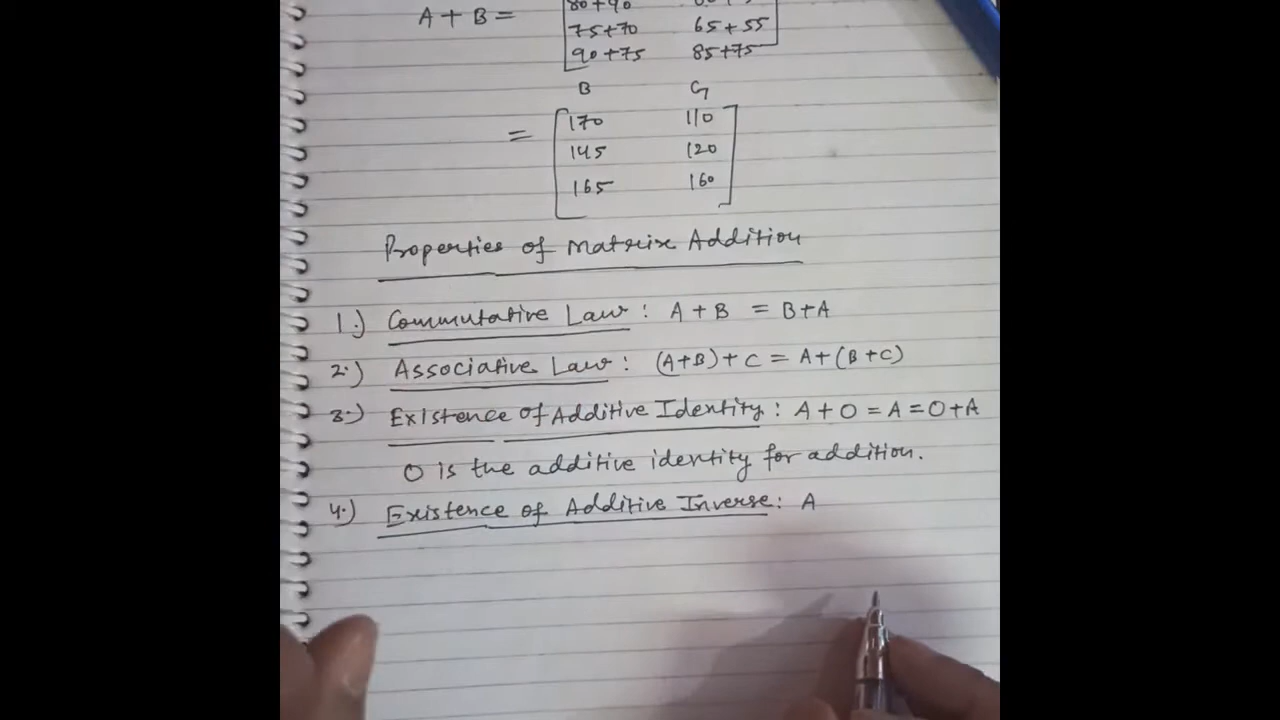 A + B =
80+90
75+70 65+55
90+75 85+75
B G
= 170 110
145 120
165 160
Properties of Matrix Addition
1.) Commutative Law : A + B = B+A
2.) Associative Law : (A+B)+C = A+(B+C)
3.) Existence of Additive Identity : A + O = A = O+A
O is the additive identity for addition.
4.) Existence of Additive Inverse : A